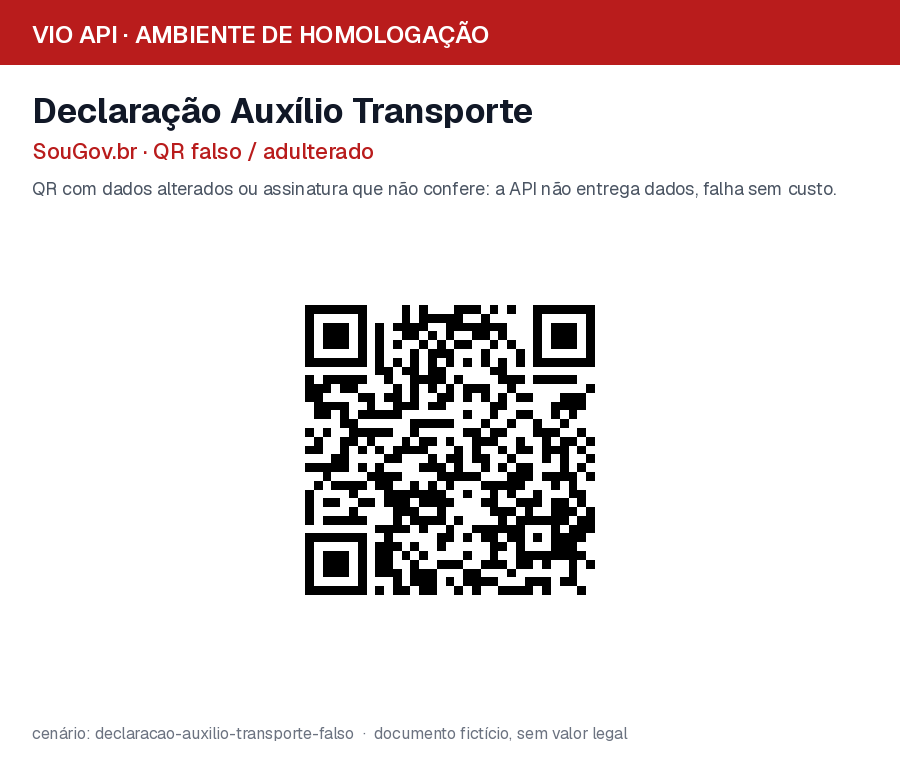 VIO API · AMBIENTE DE HOMOLOGAÇÃO
Declaração Auxílio Transporte
SouGov.br · QR falso / adulterado
QR com dados alterados ou assinatura que não confere: a API não entrega dados, falha sem custo.
cenário: declaracao-auxilio-transporte-falso · documento fictício, sem valor legal